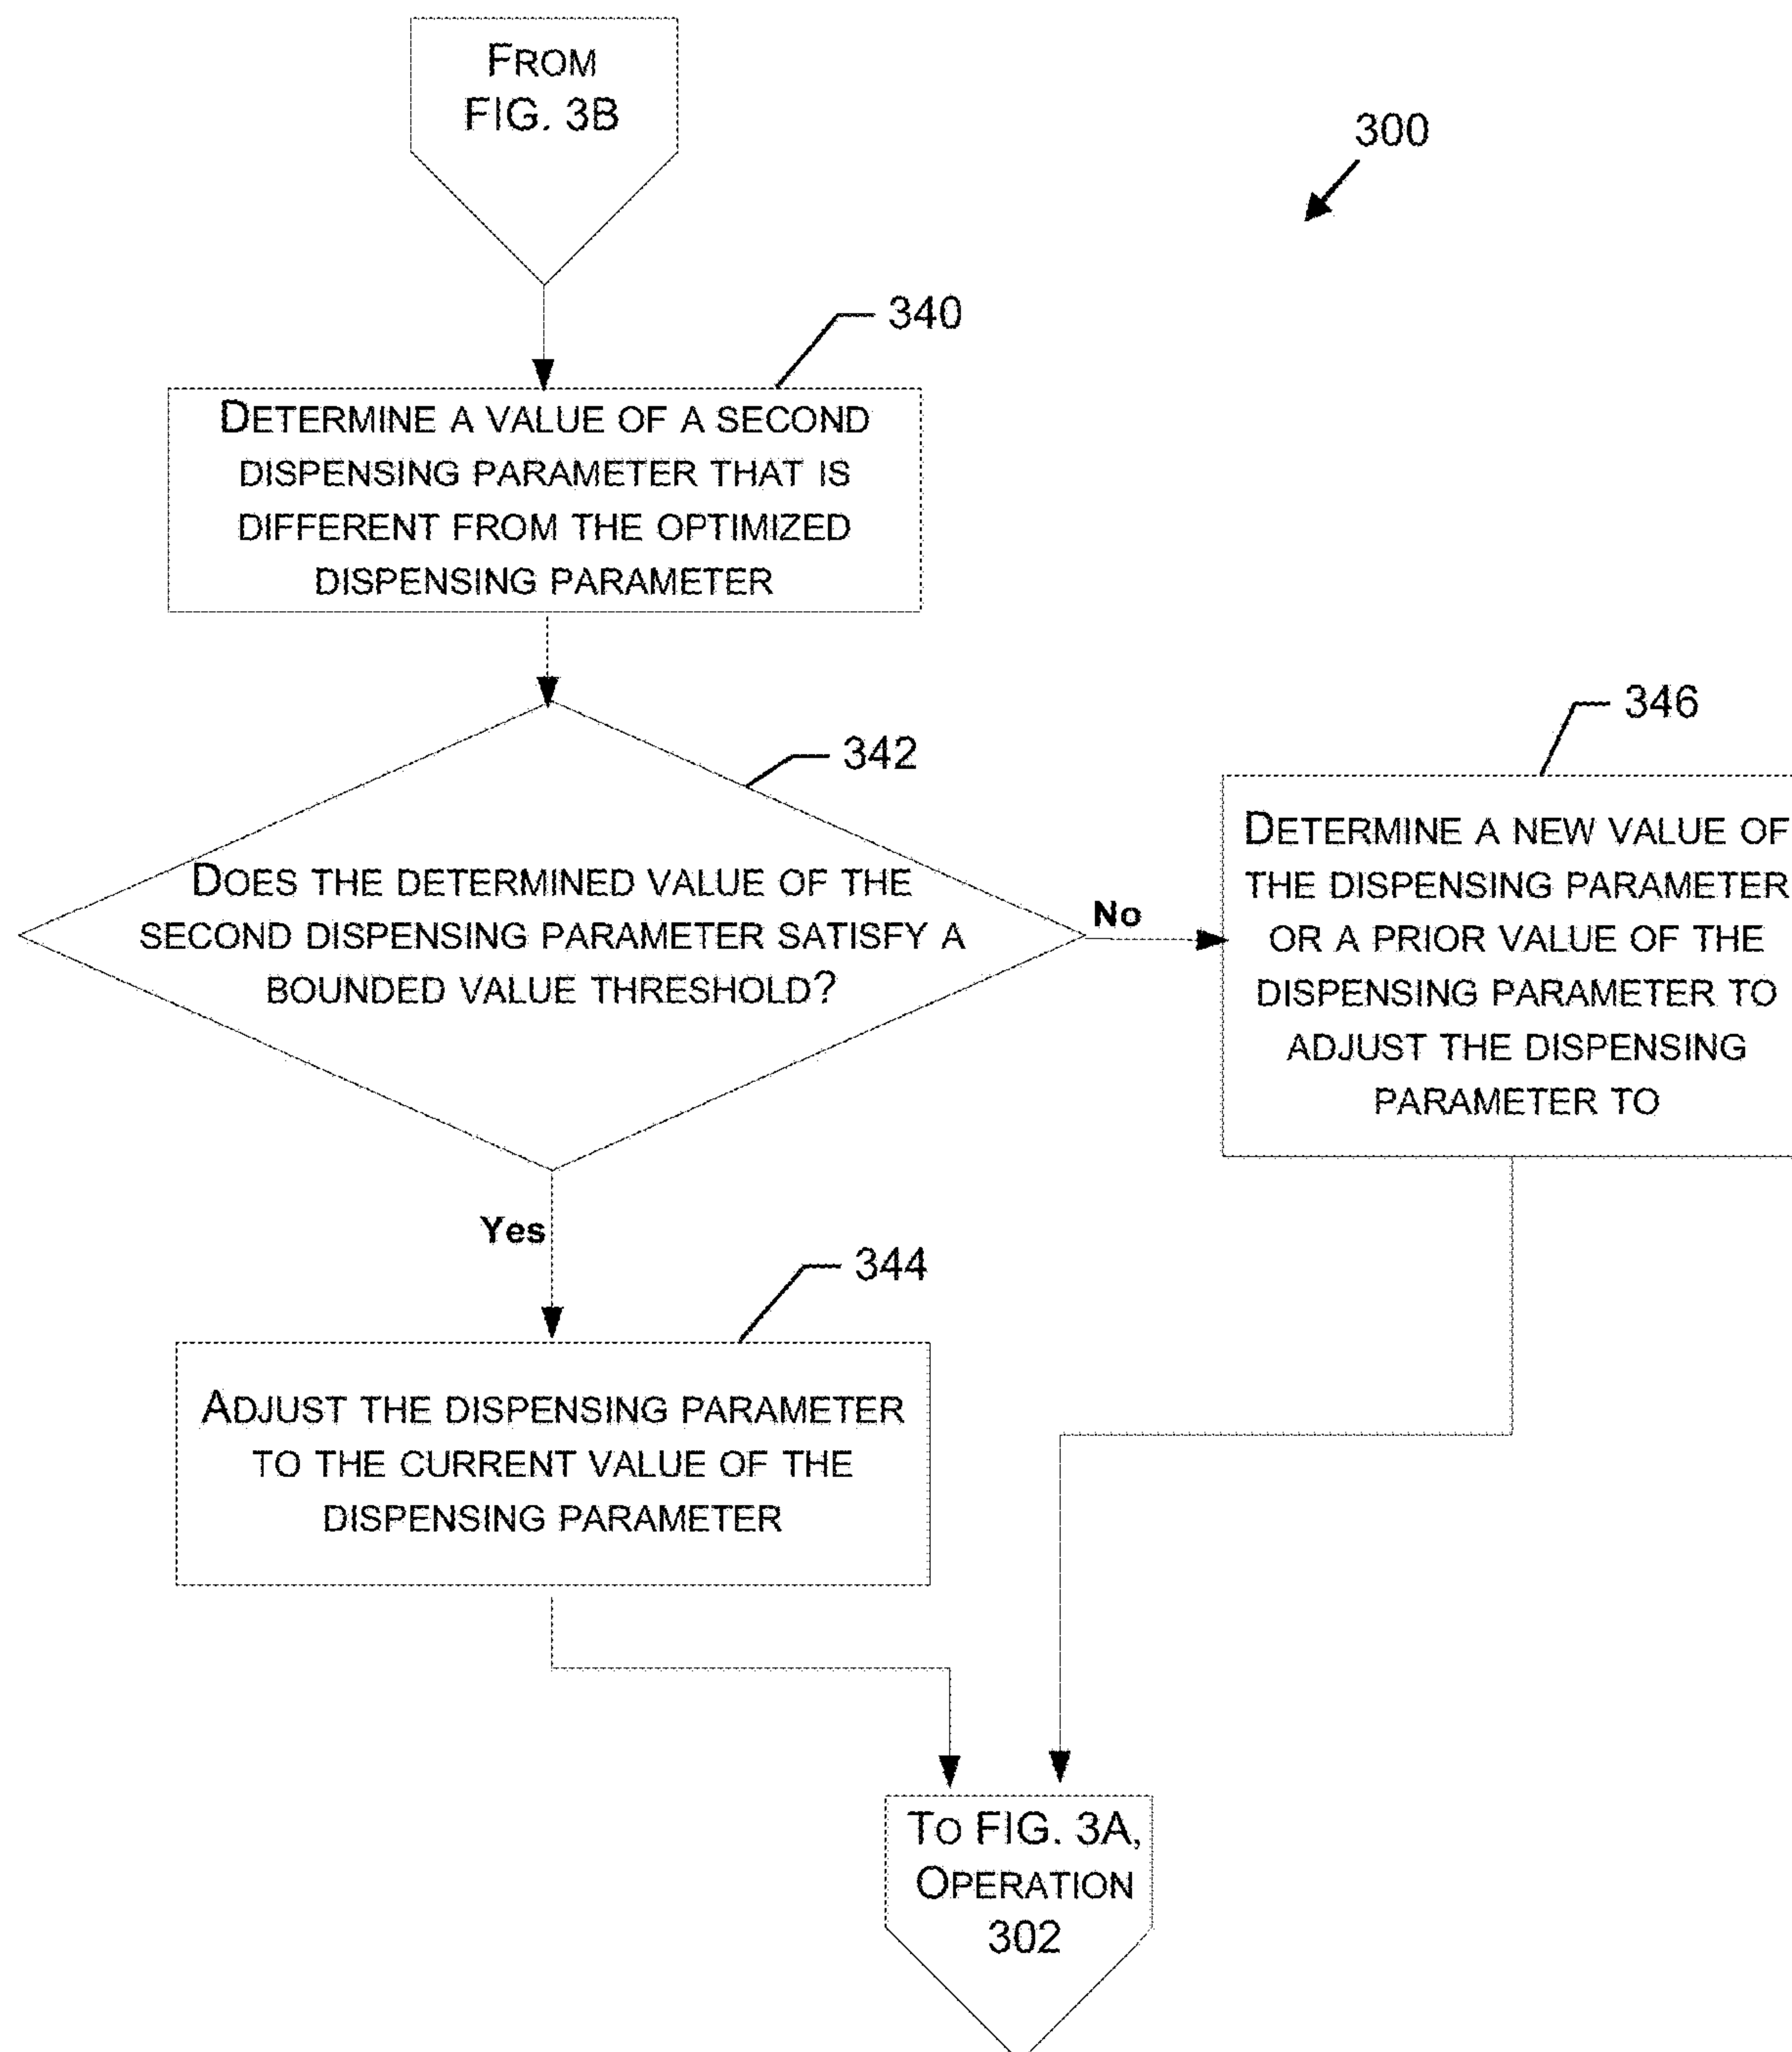 FROM
FIG. 3B
300
340
DETERMINE A VALUE OF A SECOND
DISPENSING PARAMETER THAT IS
DIFFERENT FROM THE OPTIMIZED
DISPENSING PARAMETER
342
DOES THE DETERMINED VALUE OF THE
SECOND DISPENSING PARAMETER SATISFY A
BOUNDED VALUE THRESHOLD?
No
346
DETERMINE A NEW VALUE OF
THE DISPENSING PARAMETER
OR A PRIOR VALUE OF THE
DISPENSING PARAMETER TO
ADJUST THE DISPENSING
PARAMETER TO
Yes
344
ADJUST THE DISPENSING PARAMETER
TO THE CURRENT VALUE OF THE
DISPENSING PARAMETER
TO FIG. 3A,
OPERATION
302